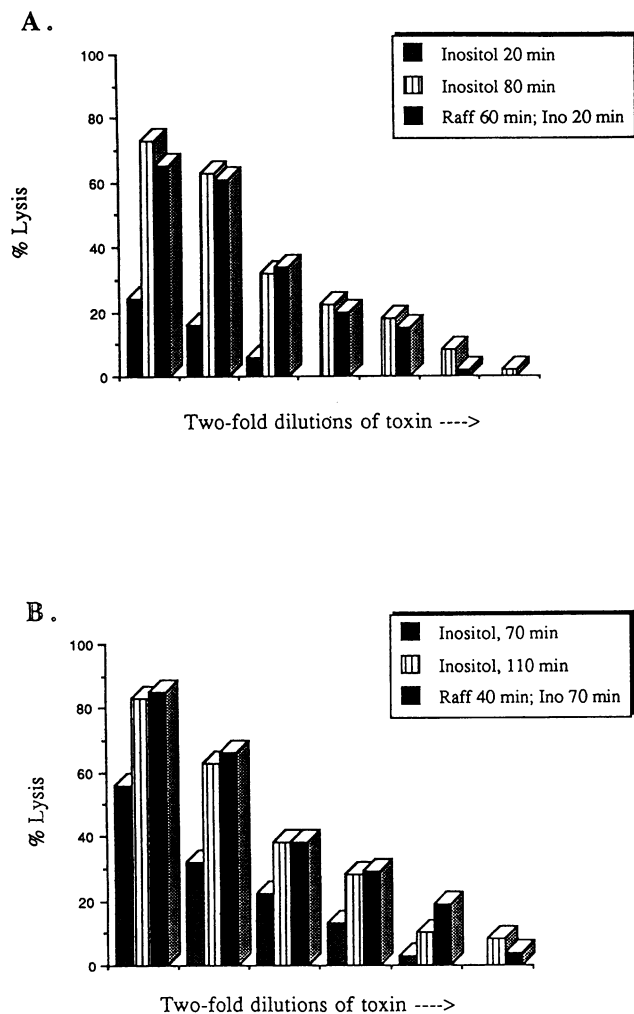 A.
100
80
60
40
20
0
% Lysis
Inositol 20 min
Inositol 80 min
Raff 60 min; Ino 20 min
Two-fold dilutions of toxin ---->
B.
100
80
60
40
20
0
% Lysis
Inositol, 70 min
Inositol, 110 min
Raff 40 min; Ino 70 min
Two-fold dilutions of toxin ---->